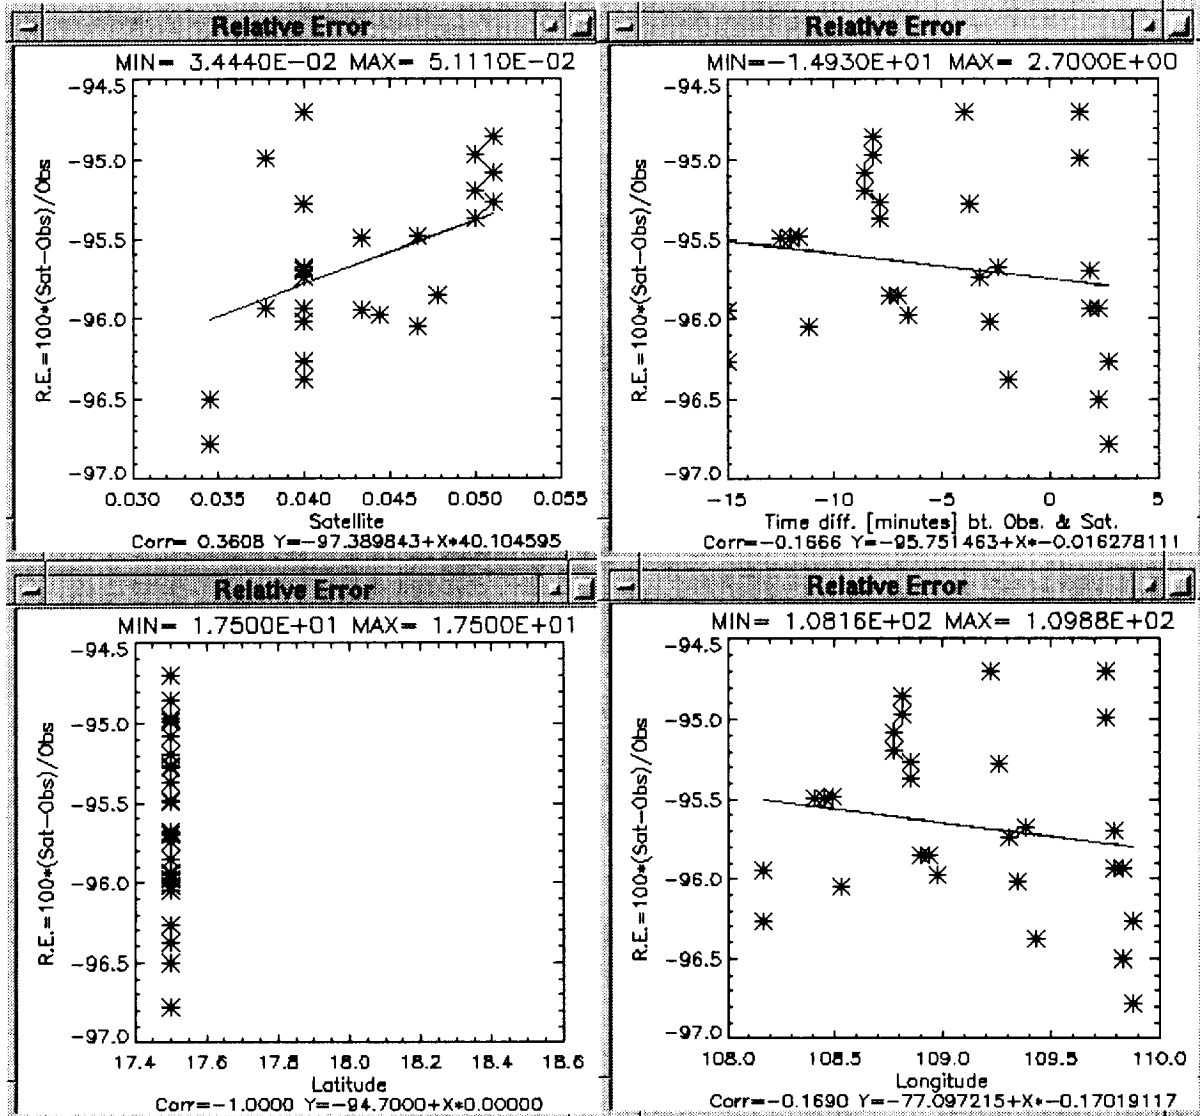 Relative Error
MIN= 3.4440E-02 MAX= 5.1110E-02
-94.5
-95.0
-95.5
-96.0
-96.5
-97.0
R.E.=100*(Sat-Obs)/Obs
0.030 0.035 0.040 0.045 0.050 0.055
Satellite
Corr= 0.3608 Y=-97.389843+X*40.104595
Relative Error
MIN=-1.4930E+01 MAX= 2.7000E+00
-94.5
-95.0
-95.5
-96.0
-96.5
-97.0
R.E.=100*(Sat-Obs)/Obs
-15 -10 -5 0 5
Time diff. [minutes] bt. Obs. & Sat.
Corr=-0.1666 Y=-95.751463+X*-0.016278111
Relative Error
MIN= 1.7500E+01 MAX= 1.7500E+01
-94.5
-95.0
-95.5
-96.0
-96.5
-97.0
R.E.=100*(Sat-Obs)/Obs
17.4 17.6 17.8 18.0 18.2 18.4 18.6
Latitude
Corr=-1.0000 Y=-94.7000+X*0.00000
Relative Error
MIN= 1.0816E+02 MAX= 1.0988E+02
-94.5
-95.0
-95.5
-96.0
-96.5
-97.0
R.E.=100*(Sat-Obs)/Obs
108.0 108.5 109.0 109.5 110.0
Longitude
Corr=-0.1690 Y=-77.097215+X*-0.17019117